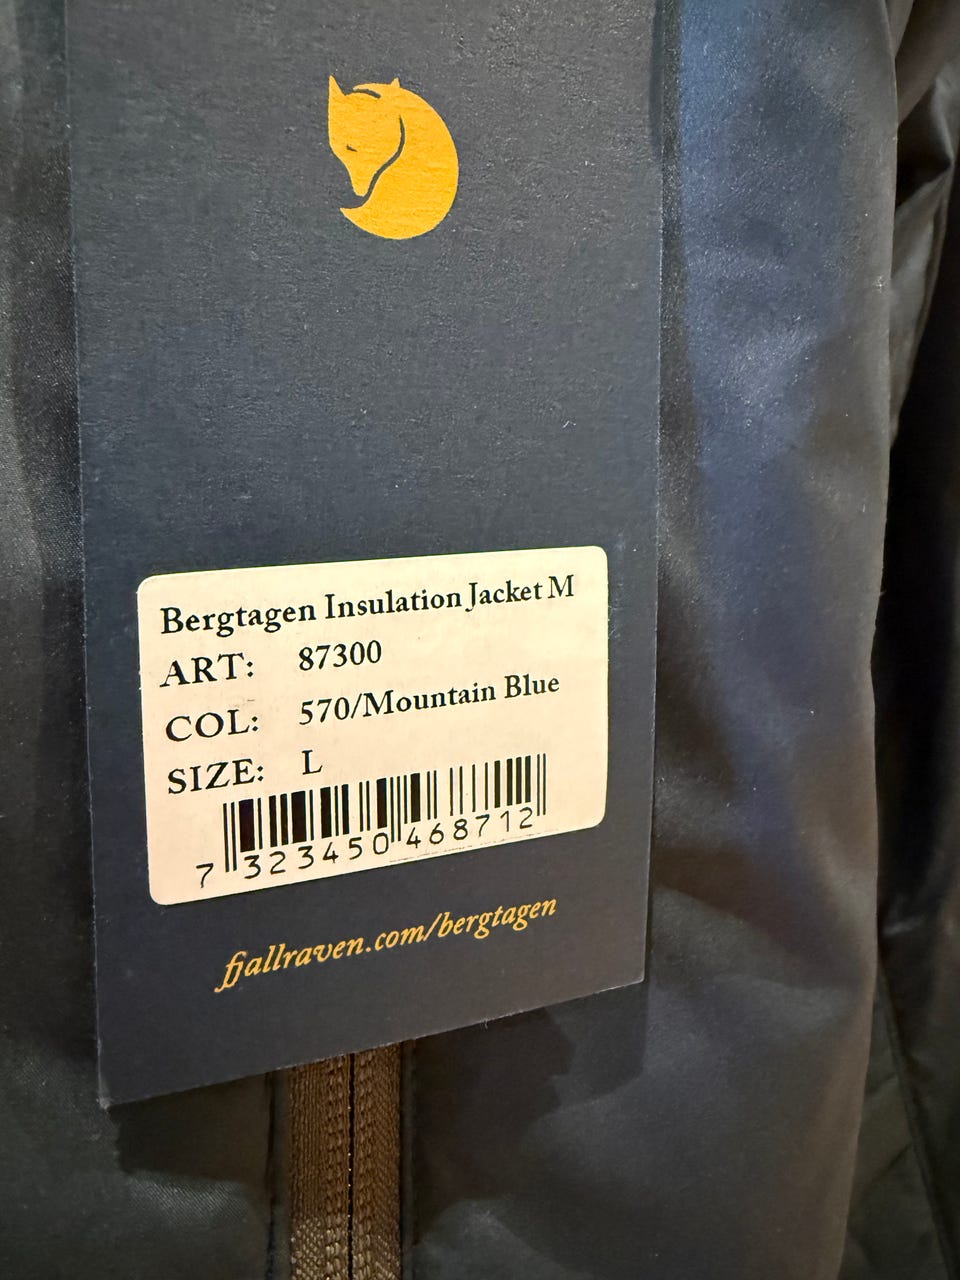 Bergtagen Insulation Jacket M
ART: 87300
COL: 570/Mountain Blue
SIZE: L
7 323450 468712
fjallraven.com/bergtagen